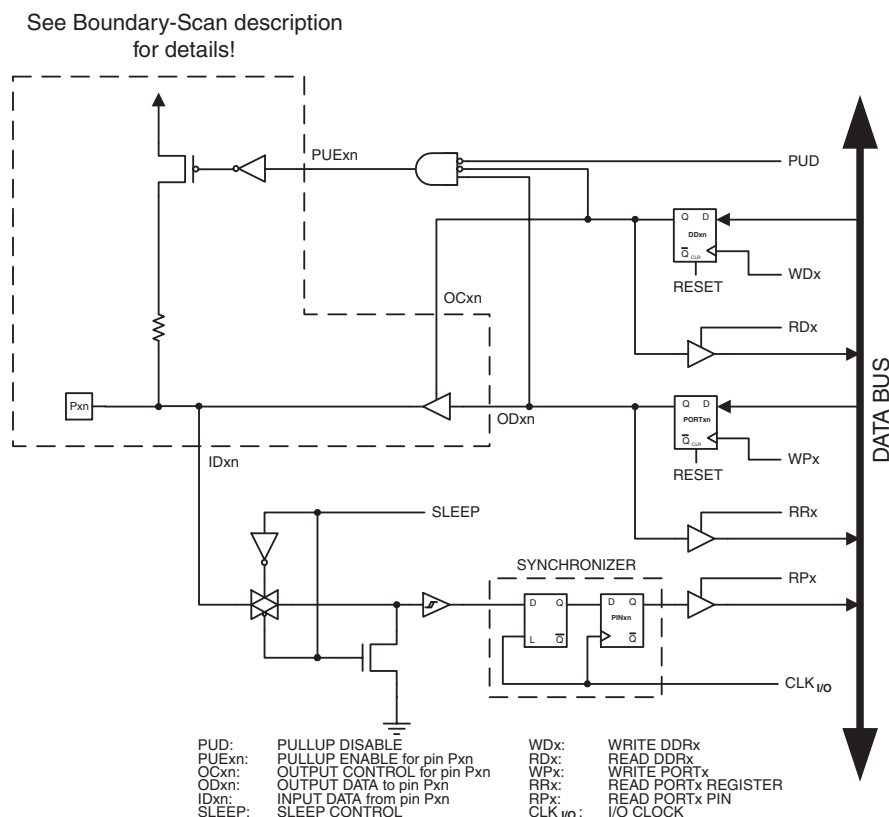 See Boundary-Scan description
for details!
PUExn
PUD
Q D
DDxn
Q CLR
WDx
RESET
OCxn
RDx
Pxn
ODxn
Q D
PORTxn
Q CLR
WPx
RESET
IDxn
SLEEP
RRx
SYNCHRONIZER
RPx
D Q
L Q
D Q
PINxn
Q
CLK I/O
DATA BUS
PUD: PULLUP DISABLE
PUExn: PULLUP ENABLE for pin Pxn
OCxn: OUTPUT CONTROL for pin Pxn
ODxn: OUTPUT DATA to pin Pxn
IDxn: INPUT DATA from pin Pxn
SLEEP: SLEEP CONTROL
WDx: WRITE DDRx
RDx: READ DDRx
WPx: WRITE PORTx
RRx: READ PORTx REGISTER
RPx: READ PORTx PIN
CLK I/O: I/O CLOCK